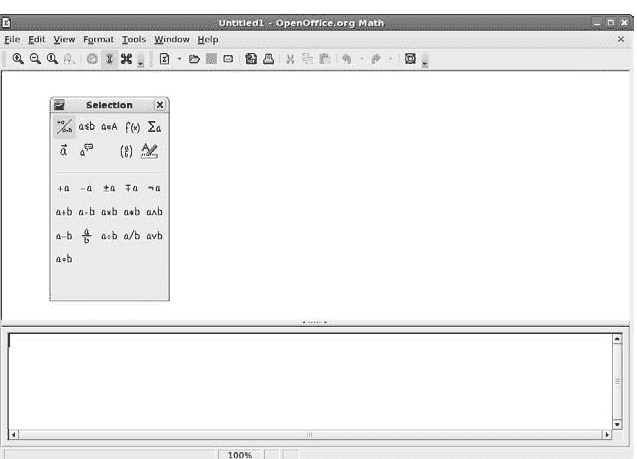 Untitled1 - OpenOffice.org Math
File Edit View Format Tools Window Help
Selection
+a/a+b a≤b a∈A f(x) Σa
+a -a ±a ∓a ¬a
a+b a·b a×b a∗b a∧b
a-b a/b a÷b a/b a∨b
a∘b
100%